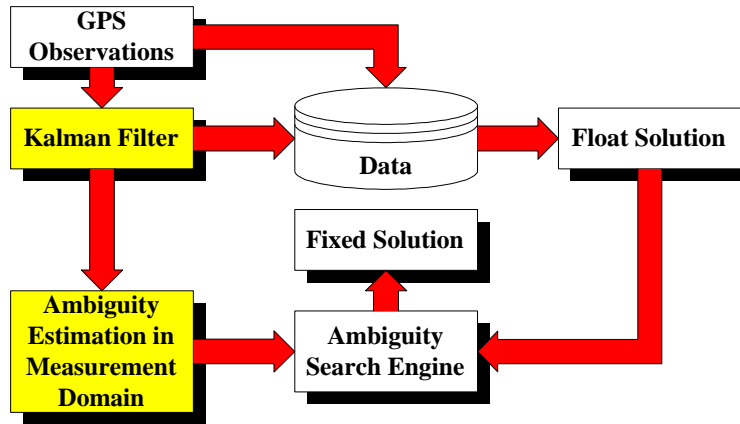 GPS
Observations
Kalman Filter
Data
Float Solution
Fixed Solution
Ambiguity
Estimation in
Measurement
Domain
Ambiguity
Search Engine